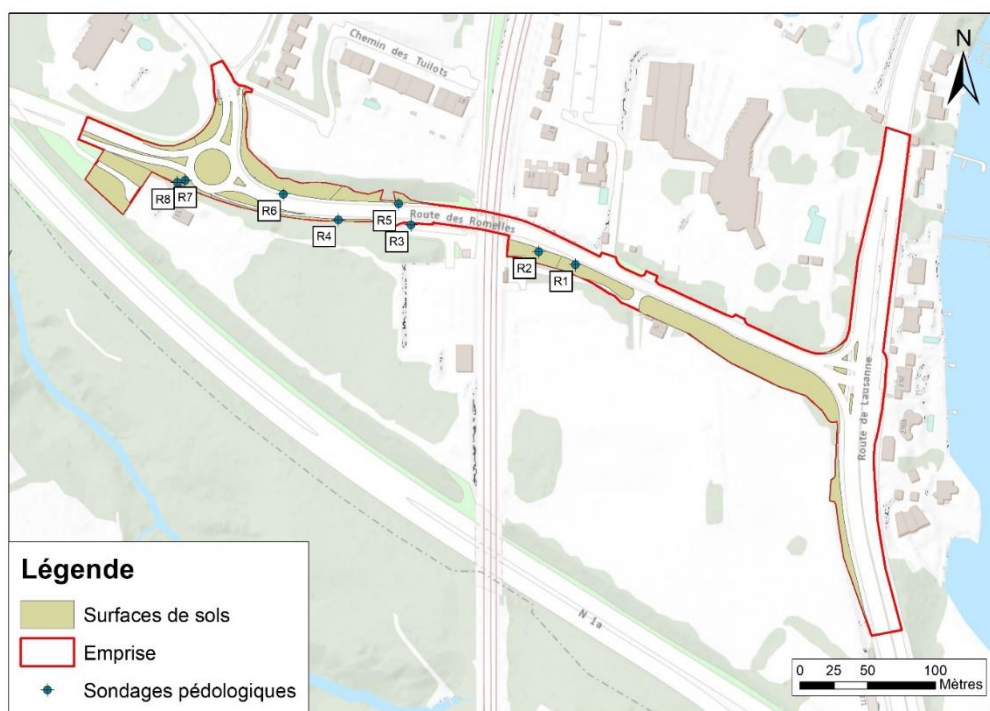 N
Chemin des Tuilots
R8
R7
R6
R5
R4
R3
Route des Romelles
R2
R1
Route de Lausanne
N 1a
Légende
Surfaces de sols
Emprise
Sondages pédologiques
0 25 50 100
Mètres